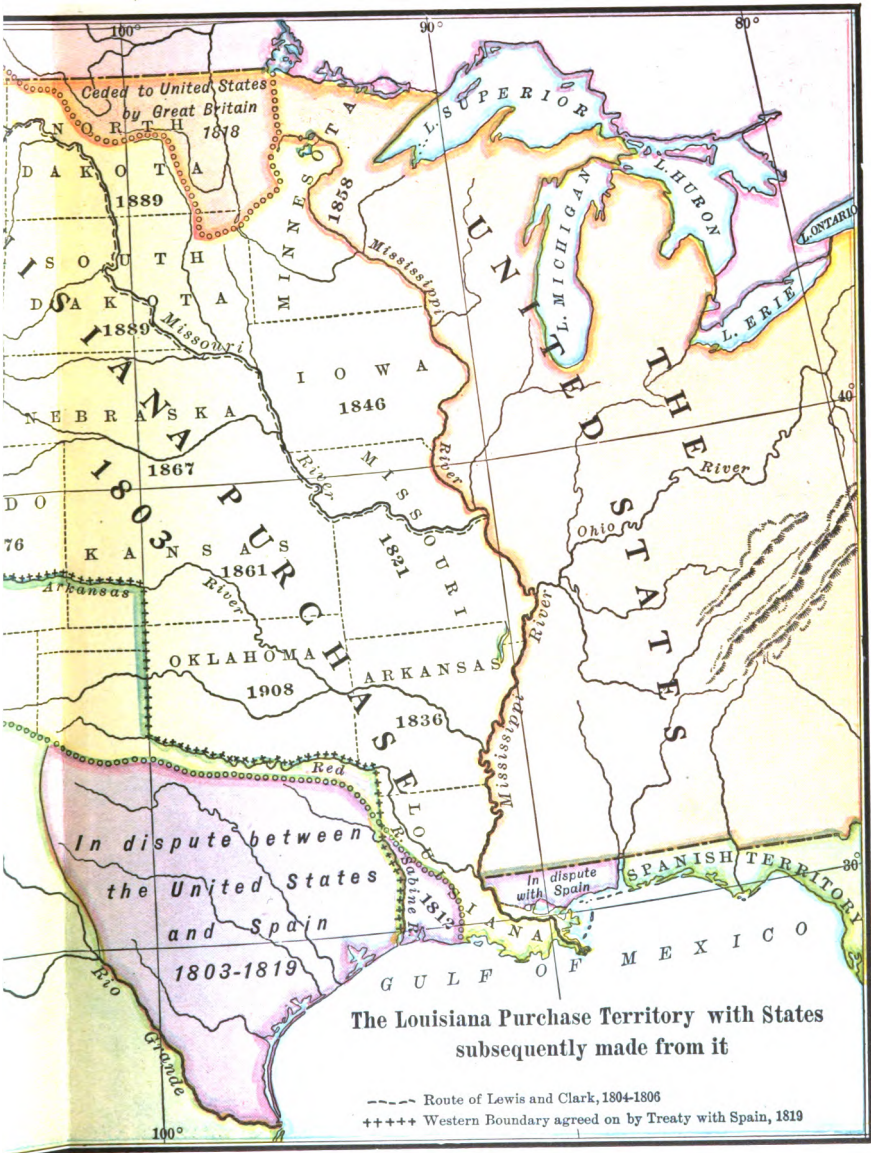 100°
90°
80°
Ceded to United States
by Great Britain
1818
NORTH
DAKOTA
1889
SOUTH
DAKOTA
1889
MINNESOTA
1858
L. SUPERIOR
L. MICHIGAN
L. HURON
L. ONTARIO
L. ERIE
Mississippi
River
Missouri
River
IOWA
1846
NEBRASKA
1867
ISIANA PURCHASE
1803
UNITED
THE STATES
40°
MISSOURI
1821
Ohio
River
DO
76
KANSAS
1861
Arkansas
River
OKLAHOMA
1908
ARKANSAS
1836
Mississippi
River
Red
R.
LOUISIANA
1812
Sabine R.
In dispute between
the United States
and Spain
1803-1819
In dispute
with Spain
SPANISH TERRITORY
30°
GULF OF MEXICO
Rio
Grande
The Louisiana Purchase Territory with States
subsequently made from it
Route of Lewis and Clark, 1804-1806
+++++ Western Boundary agreed on by Treaty with Spain, 1819
100°